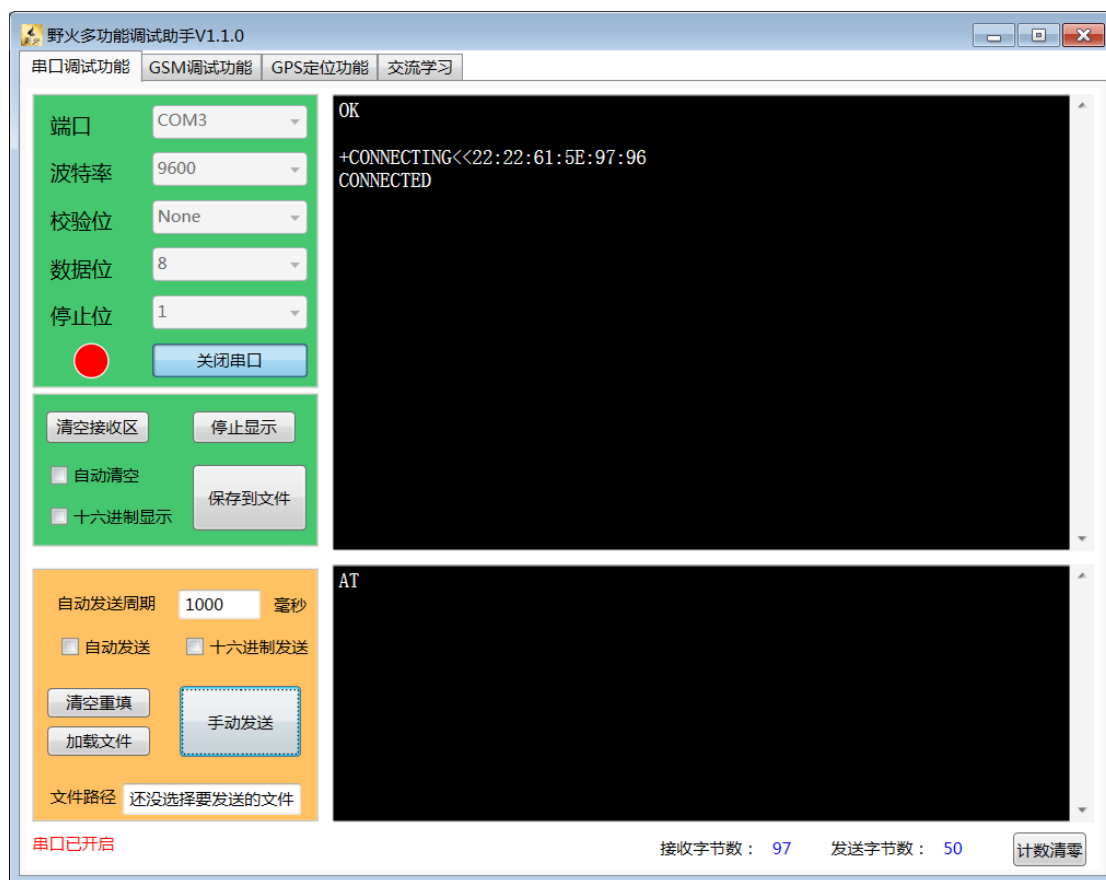 野火多功能调试助手V1.1.0
串口调试功能 GSM调试功能 GPS定位功能 交流学习
端口 COM3
波特率 9600
校验位 None
数据位 8
停止位 1
关闭串口
清空接收区 停止显示
自动清空
保存到文件
十六进制显示
OK
+CONNECTING<<22:22:61:5E:97:96
CONNECTED
自动发送周期 1000 毫秒
自动发送 十六进制发送
清空重填
手动发送
加载文件
文件路径 还没选择要发送的文件
AT
串口已开启
接收字节数： 97 发送字节数： 50 计数清零